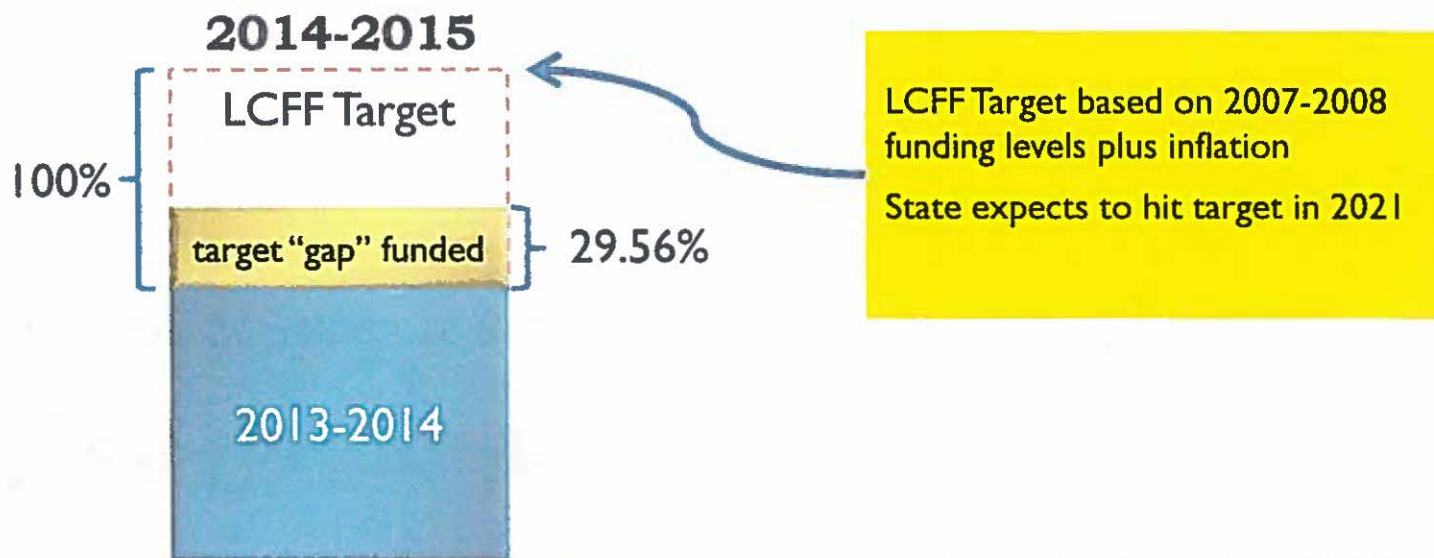 2014-2015
LCFF Target
100%
target "gap" funded
29.56%
2013-2014
LCFF Target based on 2007-2008
funding levels plus inflation
State expects to hit target in 2021